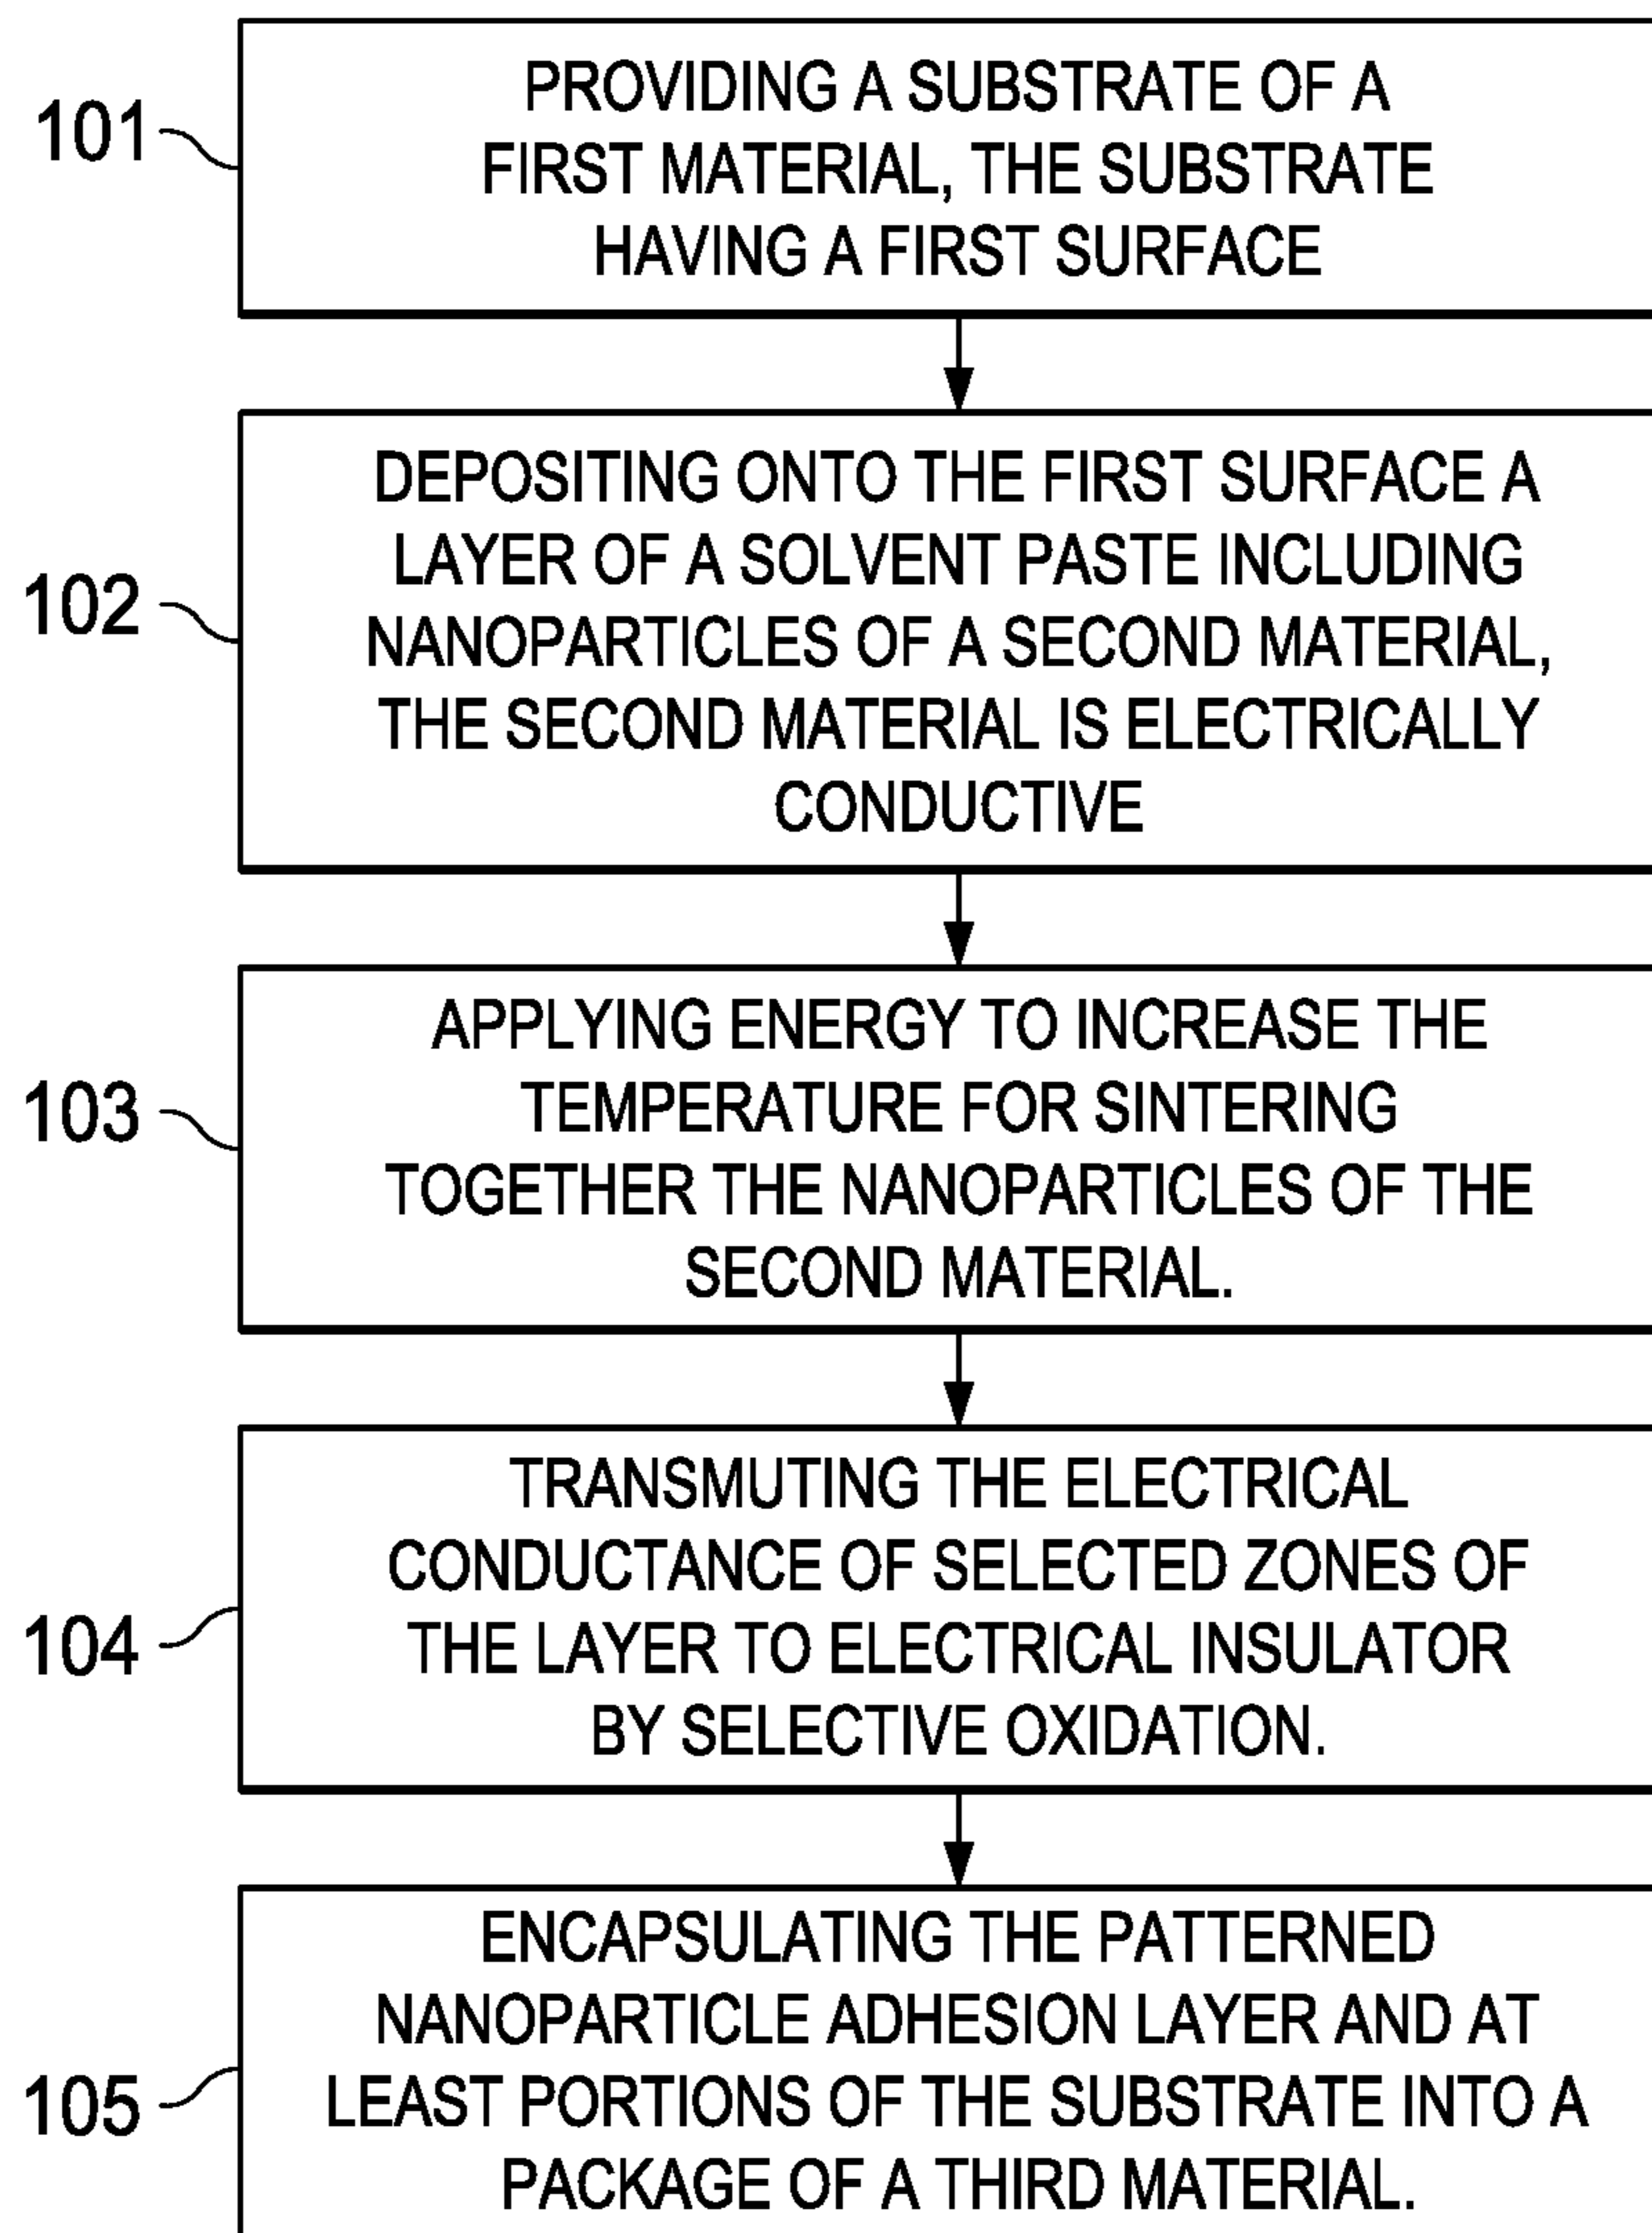 101
PROVIDING A SUBSTRATE OF A
FIRST MATERIAL, THE SUBSTRATE
HAVING A FIRST SURFACE
102
DEPOSITING ONTO THE FIRST SURFACE A
LAYER OF A SOLVENT PASTE INCLUDING
NANOPARTICLES OF A SECOND MATERIAL,
THE SECOND MATERIAL IS ELECTRICALLY
CONDUCTIVE
103
APPLYING ENERGY TO INCREASE THE
TEMPERATURE FOR SINTERING
TOGETHER THE NANOPARTICLES OF THE
SECOND MATERIAL.
104
TRANSMUTING THE ELECTRICAL
CONDUCTANCE OF SELECTED ZONES OF
THE LAYER TO ELECTRICAL INSULATOR
BY SELECTIVE OXIDATION.
105
ENCAPSULATING THE PATTERNED
NANOPARTICLE ADHESION LAYER AND AT
LEAST PORTIONS OF THE SUBSTRATE INTO A
PACKAGE OF A THIRD MATERIAL.